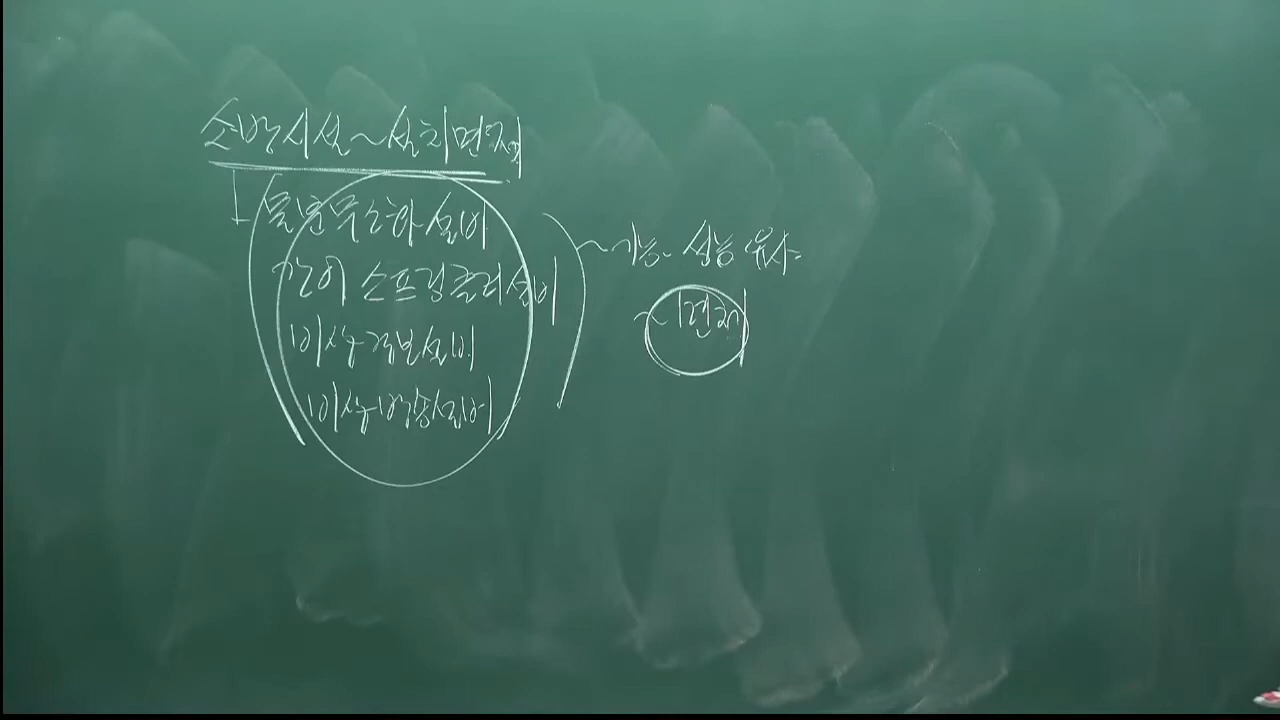 소방시설~설치면제
물분무소화설비
간이스프링클러설비
비상경보설비
비상방송설비
~기능·성능 유사
~면제